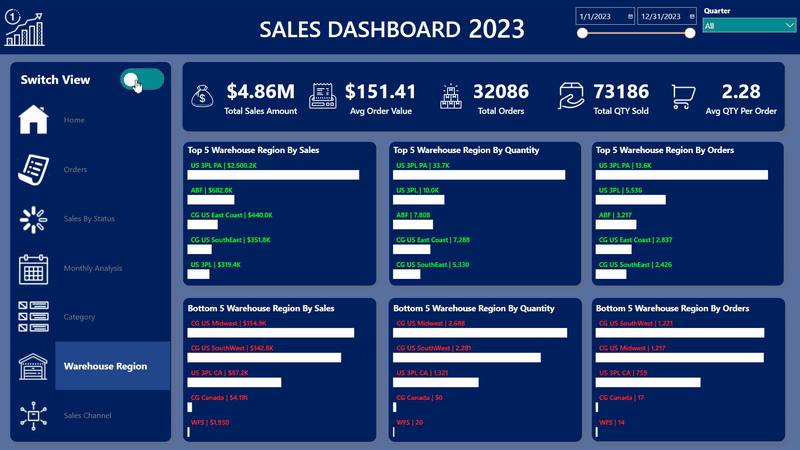 1
SALES DASHBOARD 2023
1/1/2023
12/31/2023
Quarter
All
Switch View
Home
Orders
Sales By Status
Monthly Analysis
Category
Warehouse Region
Sales Channel
$4.86M
Total Sales Amount
$151.41
Avg Order Value
32086
Total Orders
73186
Total QTY Sold
2.28
Avg QTY Per Order
Top 5 Warehouse Region By Sales
US 3PL PA | $2,500.2K
ABF | $682.8K
CG US East Coast | $440.0K
CG US SouthEast | $351.8K
US 3PL | $319.4K
Top 5 Warehouse Region By Quantity
US 3PL PA | 33.7K
US 3PL | 10.0K
ABF | 7,808
CG US East Coast | 7,288
CG US SouthEast | 5,330
Top 5 Warehouse Region By Orders
US 3PL PA | 13.6K
US 3PL | 5,536
ABF | 3,217
CG US East Coast | 2,837
CG US SouthEast | 2,426
Bottom 5 Warehouse Region By Sales
CG US Midwest | $154.9K
CG US SouthWest | $142.8K
US 3PL CA | $87.2K
CG Canada | $4,191
WFS | $1,930
Bottom 5 Warehouse Region By Quantity
CG US Midwest | 2,688
CG US SouthWest | 2,281
US 3PL CA | 1,321
CG Canada | 50
WFS | 20
Bottom 5 Warehouse Region By Orders
CG US SouthWest | 1,221
CG US Midwest | 1,217
US 3PL CA | 759
CG Canada | 17
WFS | 14